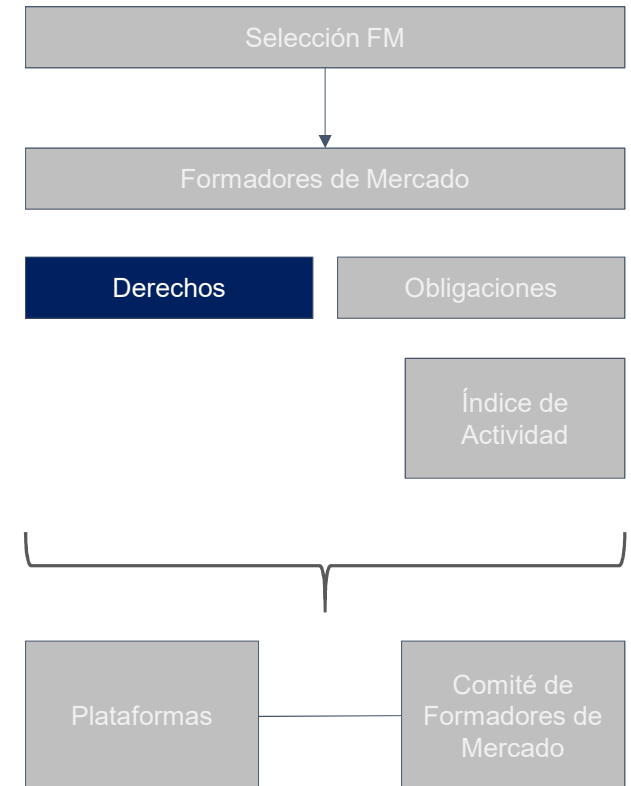 Selección FM
Formadores de Mercado
Derechos
Obligaciones
Índice de
Actividad
Plataformas
Comité de
Formadores de
Mercado